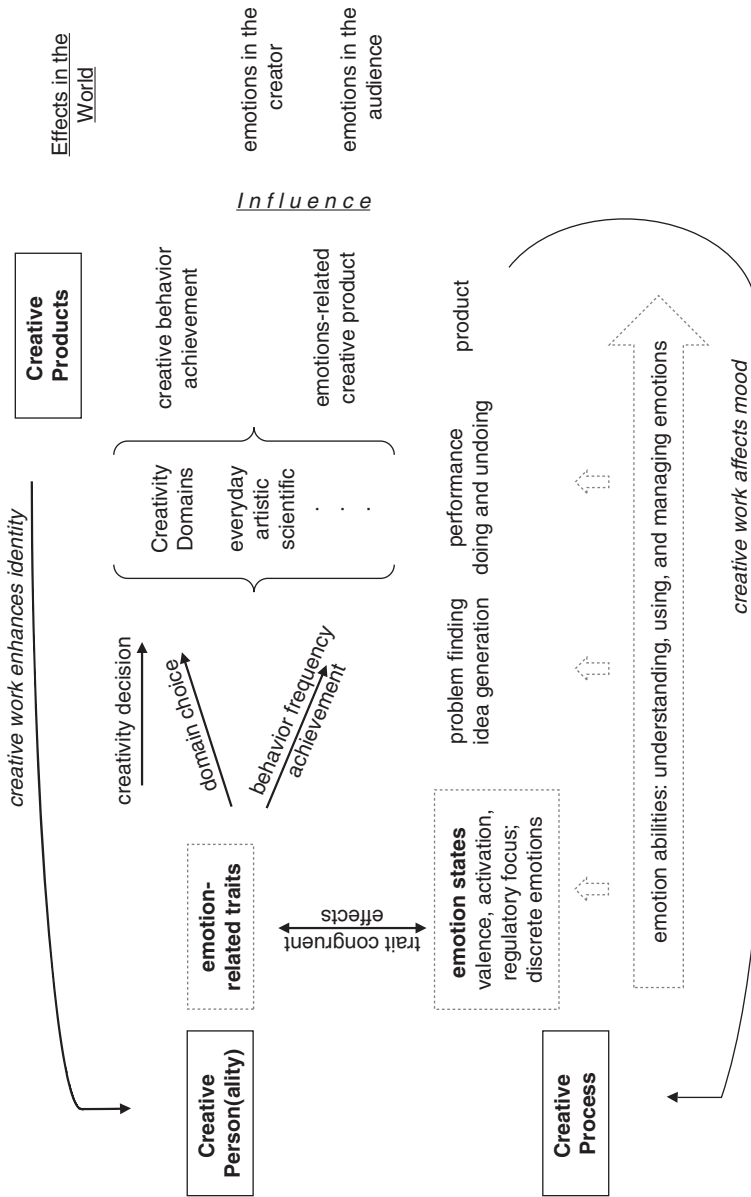 creative work enhances identity
Creative
Products
Effects in the
World
Creative
Person(ality)
emotion-
related traits
creativity decision
domain choice
behavior frequency
achievement
Creativity
Domains
everyday
artistic
scientific
.
.
.
creative behavior
achievement
emotions-related
creative product
Influence
emotions in the
creator
emotions in the
audience
trait congruent
effects
emotion states
valence, activation,
regulatory focus;
discrete emotions
problem finding
idea generation
performance
doing and undoing
product
Creative
Process
emotion abilities: understanding, using, and managing emotions
creative work affects mood